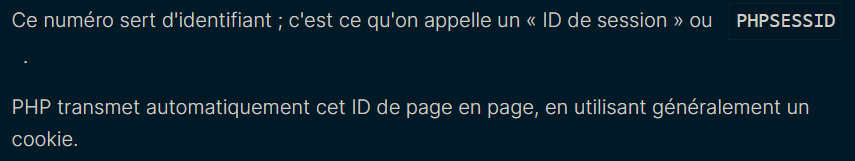 Ce numéro sert d'identifiant ; c'est ce qu'on appelle un « ID de session » ou PHPSESSID
.
PHP transmet automatiquement cet ID de page en page, en utilisant généralement un
cookie.